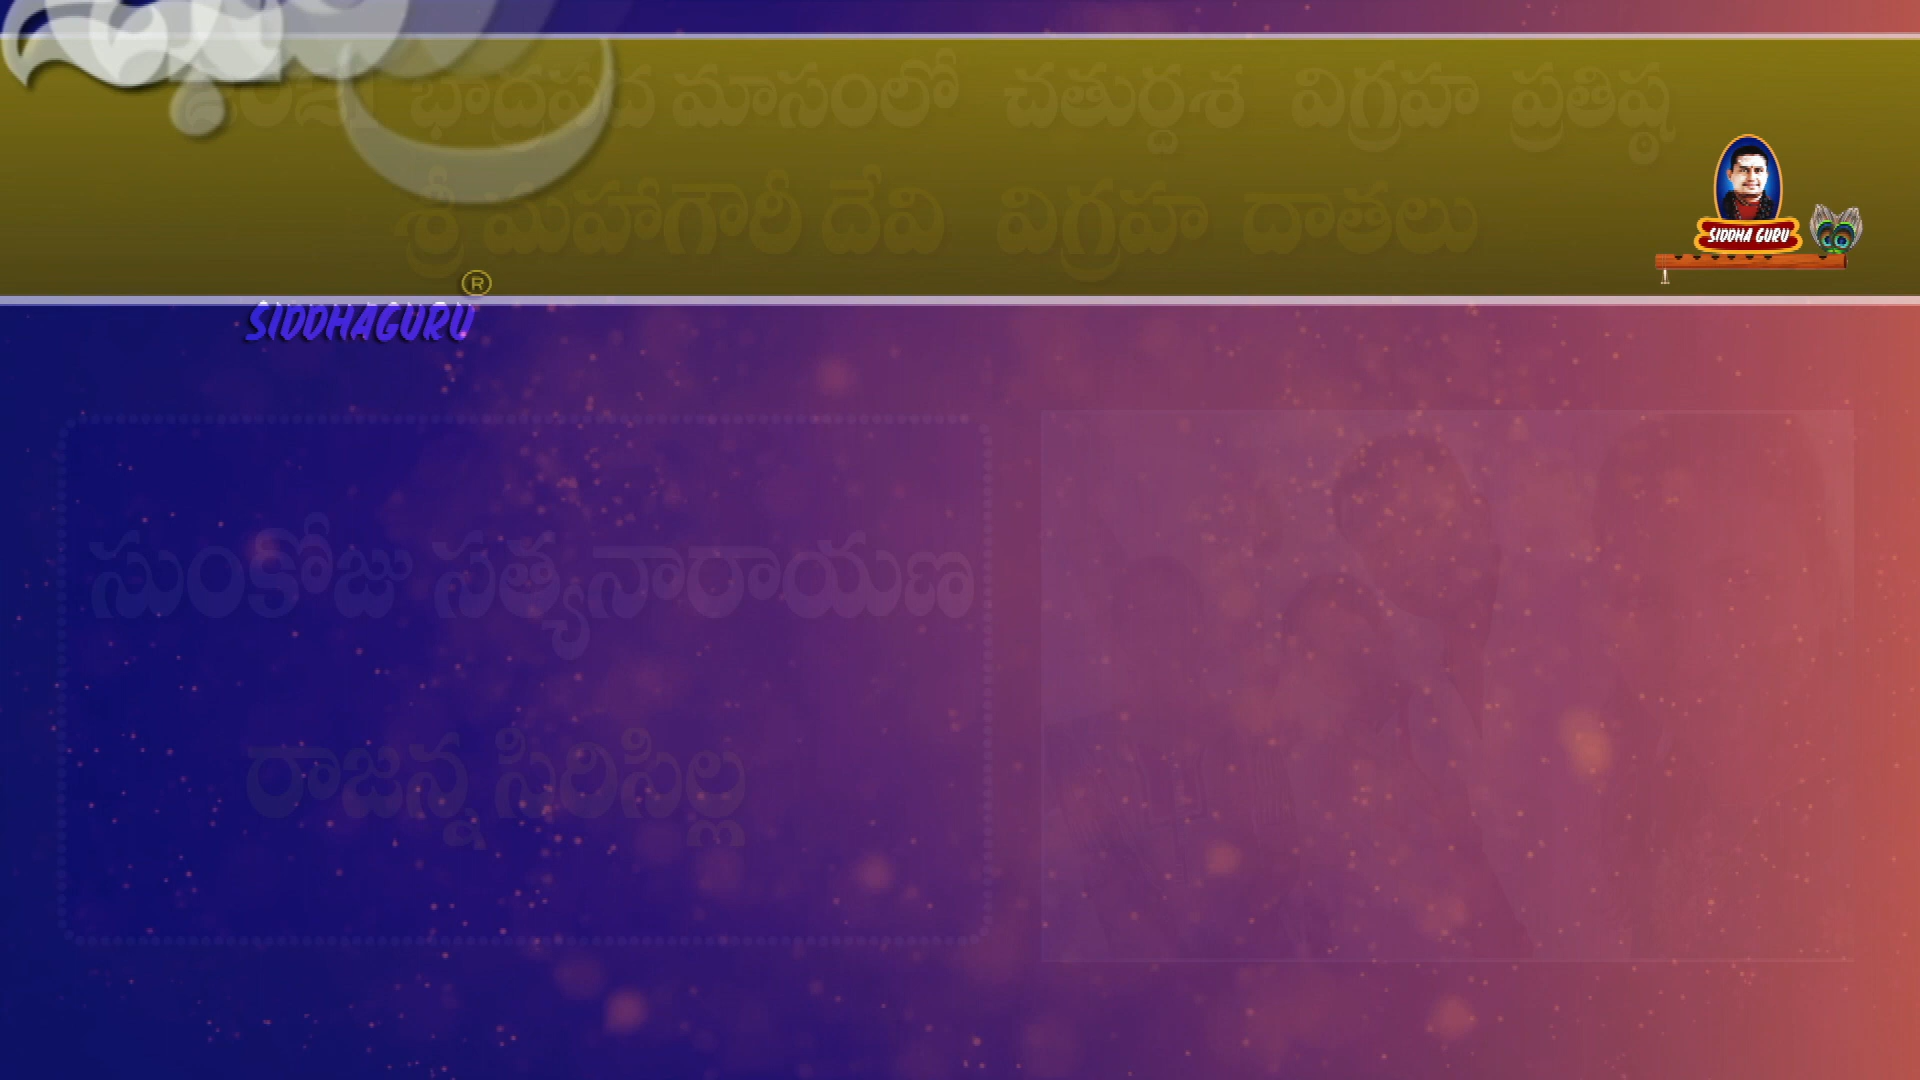 భాద్రపద మాసంలో చతుర్దశ విగ్రహ ప్రతిష్ఠ
శ్రీ మహాగౌరీ దేవి విగ్రహ దాతలు
SIDDHA GURU
®
SIDDHAGURU
సుంకోజు సత్యనారాయణ
రాజన్న సిరిసిల్ల